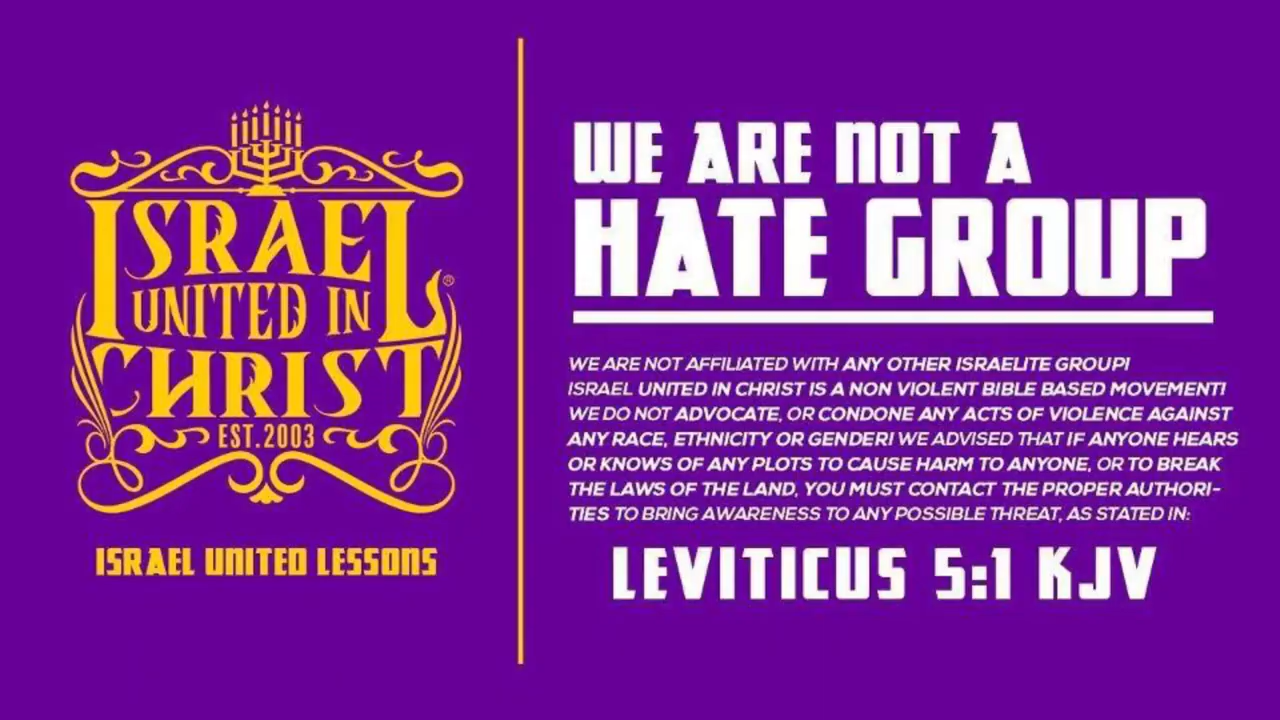 ISRAEL
UNITED IN
CHRIST
EST. 2003
ISRAEL UNITED LESSONS
WE ARE NOT A
HATE GROUP
WE ARE NOT AFFILIATED WITH ANY OTHER ISRAELITE GROUP!
ISRAEL UNITED IN CHRIST IS A NON VIOLENT BIBLE BASED MOVEMENT!
WE DO NOT ADVOCATE, OR CONDONE ANY ACTS OF VIOLENCE AGAINST
ANY RACE, ETHNICITY OR GENDER! WE ADVISED THAT IF ANYONE HEARS
OR KNOWS OF ANY PLOTS TO CAUSE HARM TO ANYONE, OR TO BREAK
THE LAWS OF THE LAND, YOU MUST CONTACT THE PROPER AUTHORI-
TIES TO BRING AWARENESS TO ANY POSSIBLE THREAT, AS STATED IN:
LEVITICUS 5:1 KJV